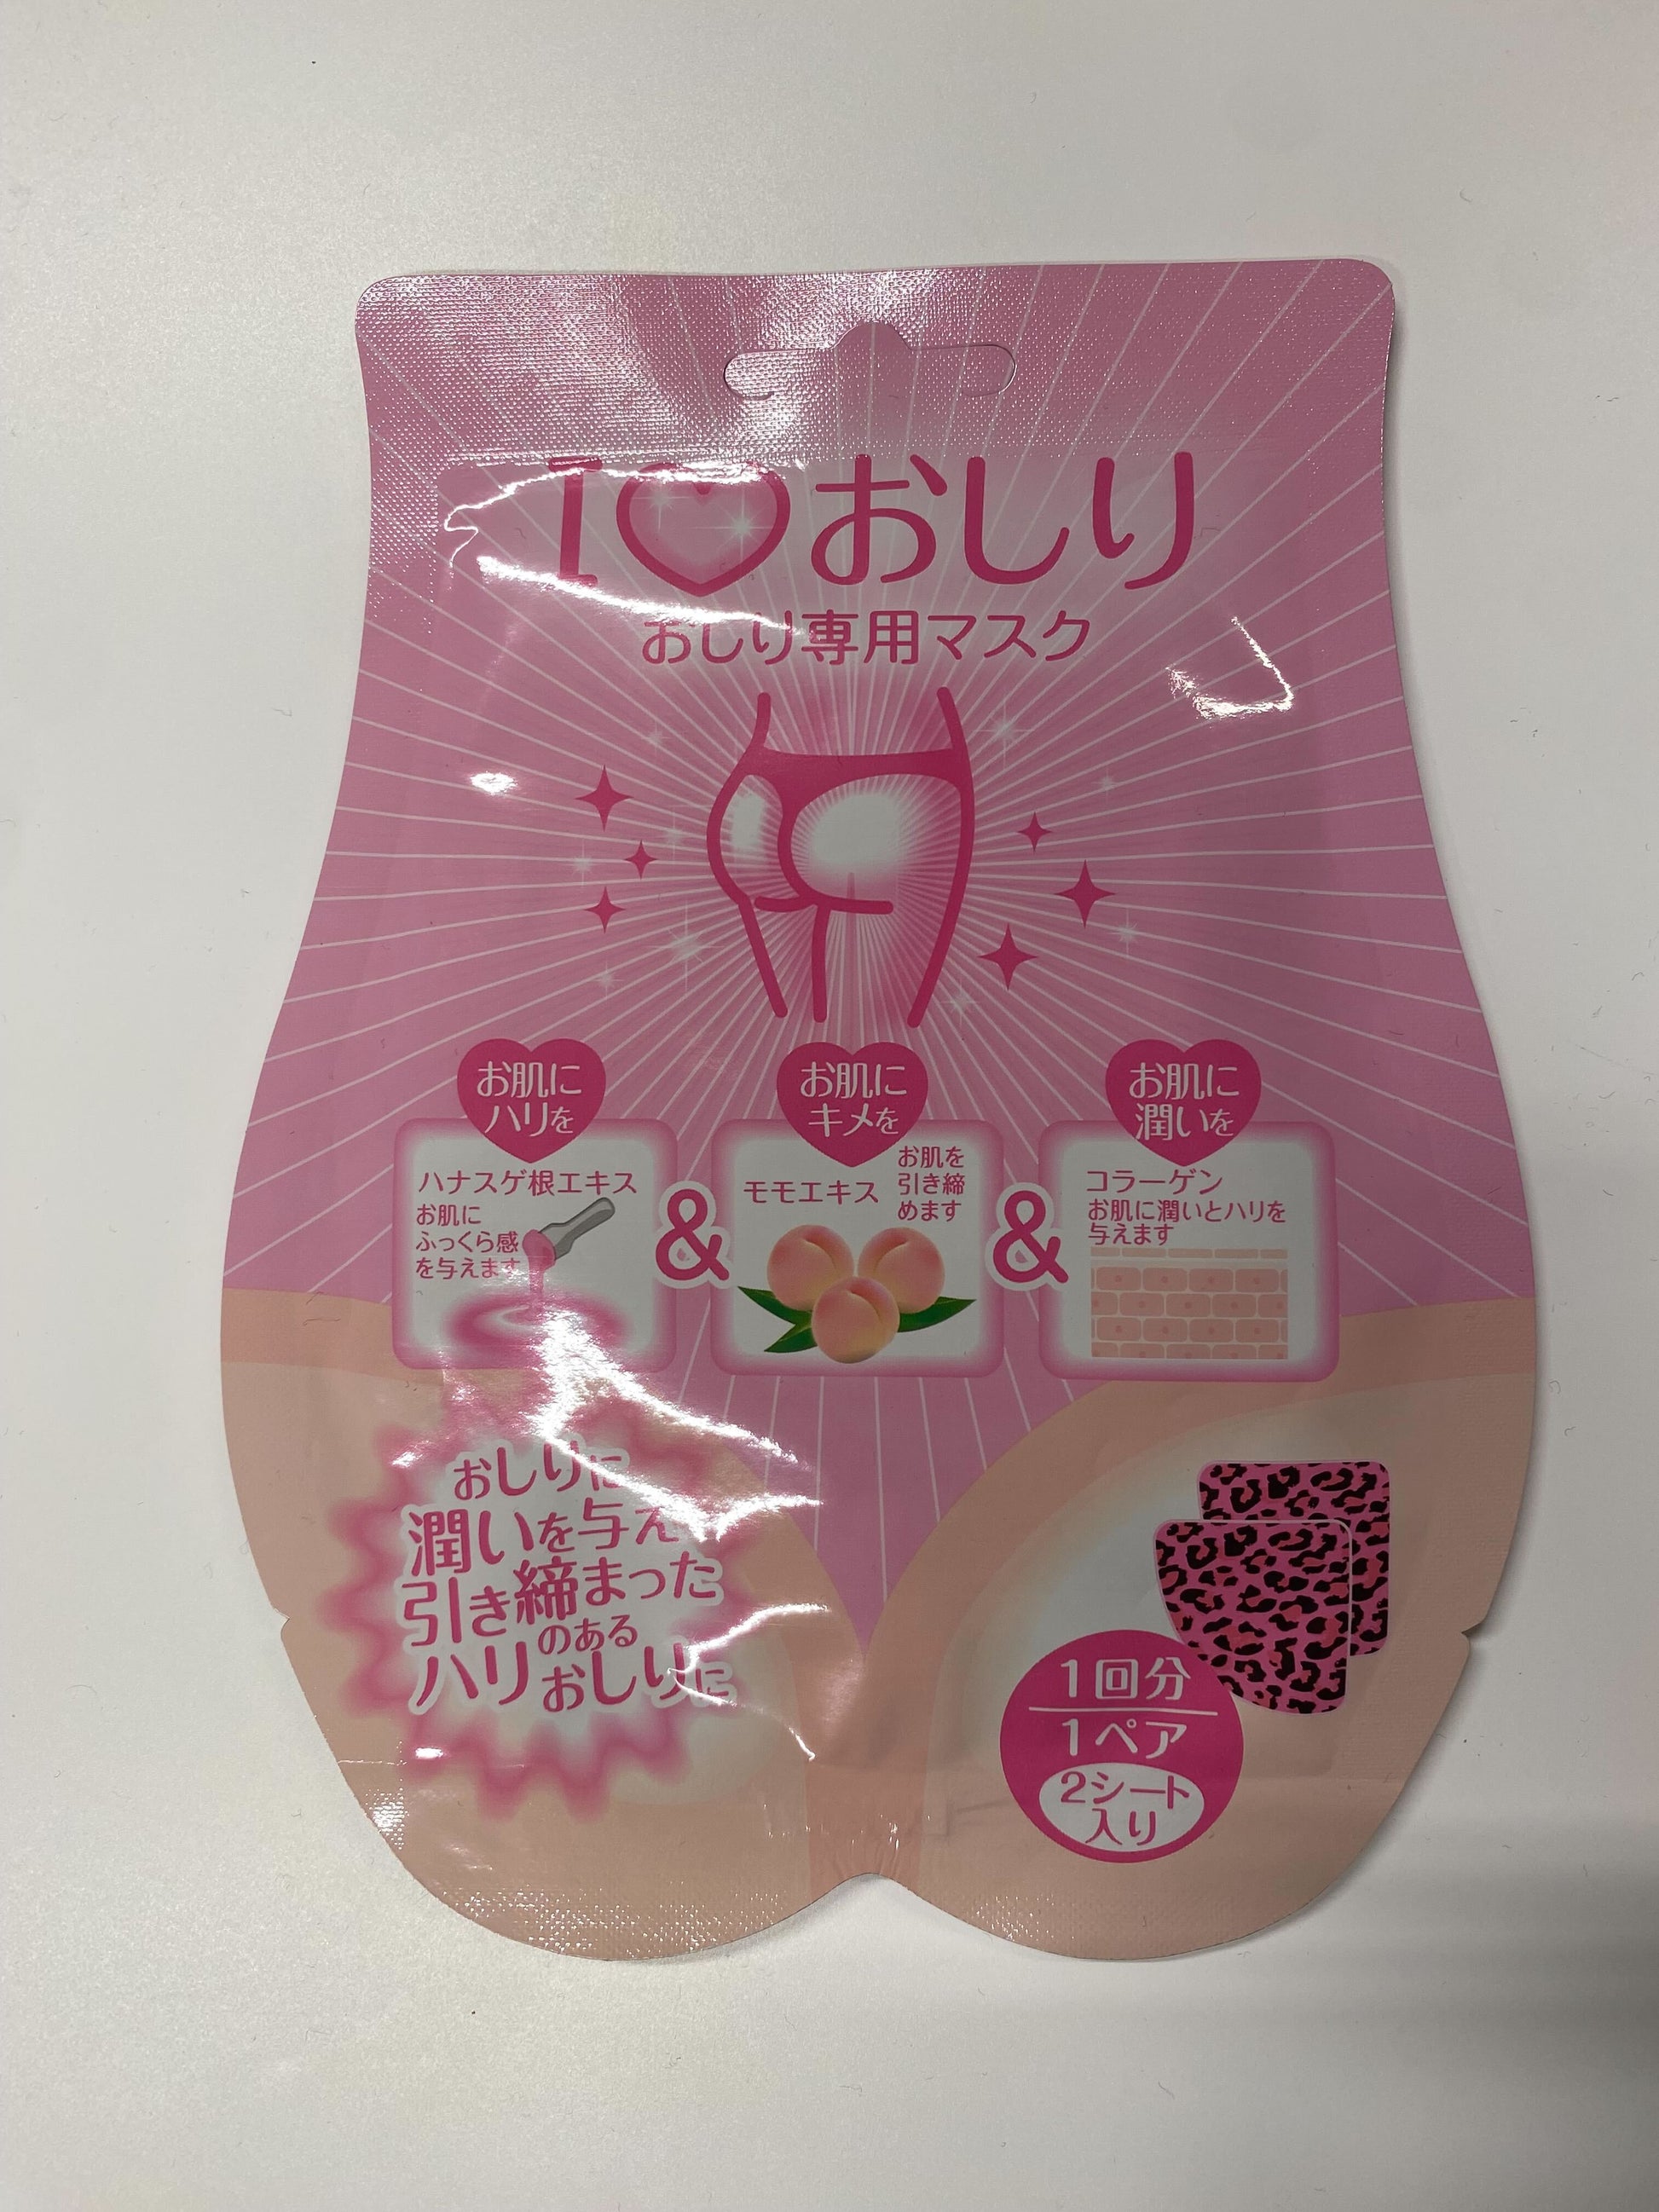 I♡おしり
おしり専用マスク
お肌に
ハリを
ハナスゲ根エキス
お肌に
ふっくら感
を与えます
&
お肌に
キメを
モモエキス
お肌を
引き締
めます
&
お肌に
潤いを
コラーゲン
お肌に潤いとハリを
与えます
おしりに
潤いを与え
引き締まった
のある
ハリおしりに
1回分
1ペア
2シート
入り